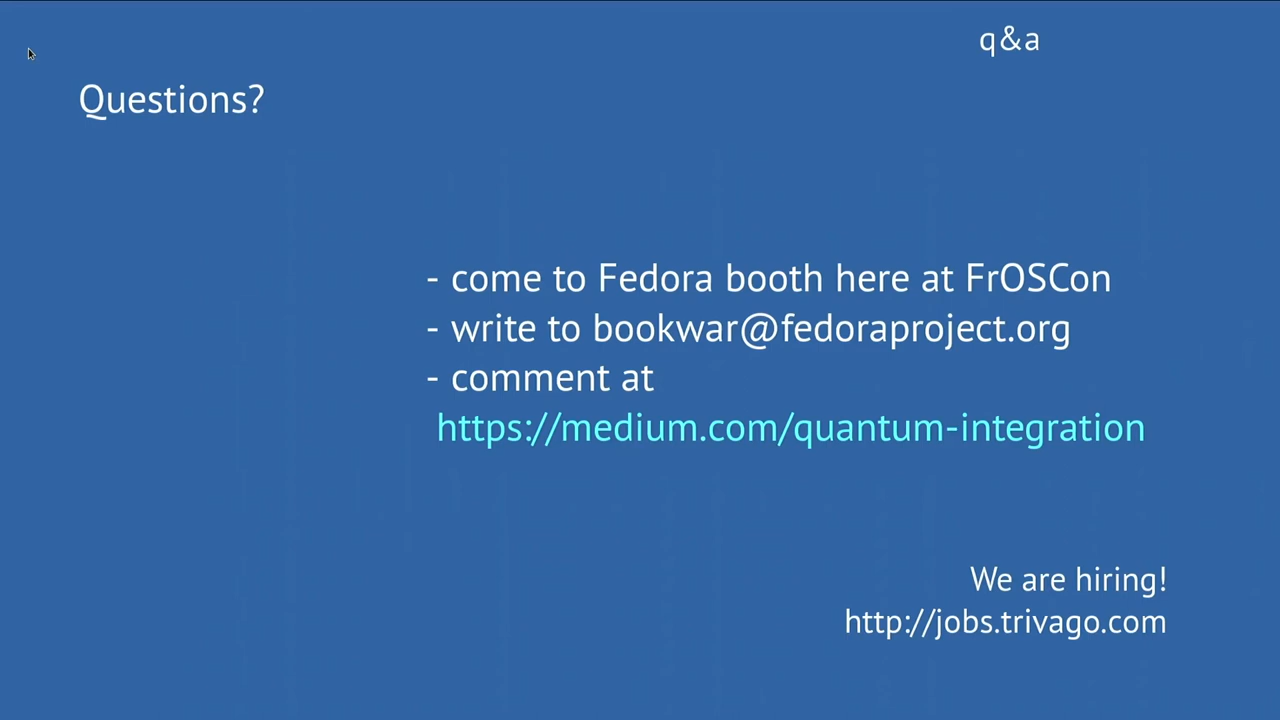 q&a
Questions?
- come to Fedora booth here at FrOSCon
- write to bookwar@fedoraproject.org
- comment at
https://medium.com/quantum-integration
We are hiring!
http://jobs.trivago.com